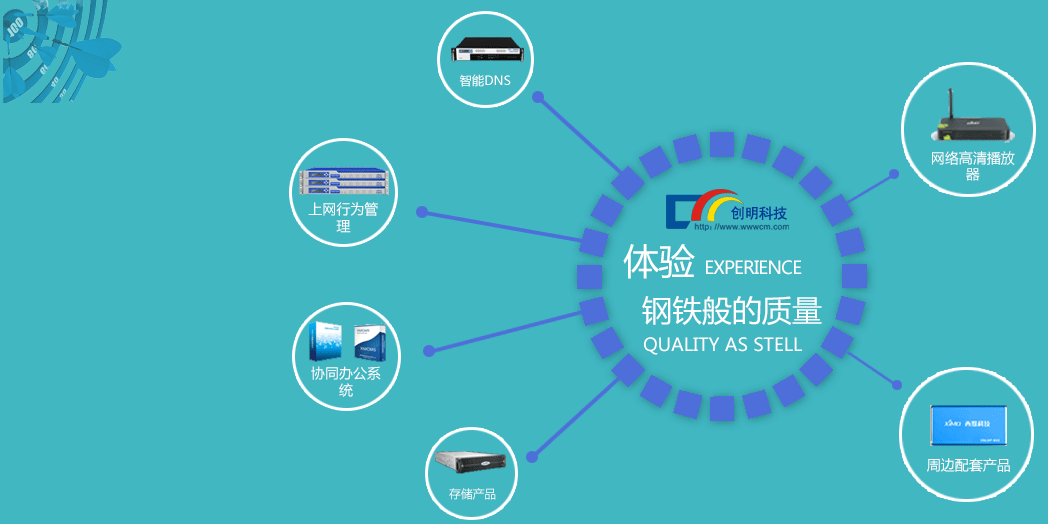 100
智能DNS
网络高清播放
器
上网行为管
理
创明科技
http://www.wwwcm.com
体验 EXPERIENCE
钢铁般的质量
QUALITY AS STELL
协同办公系
统
周边配套产品
存储产品